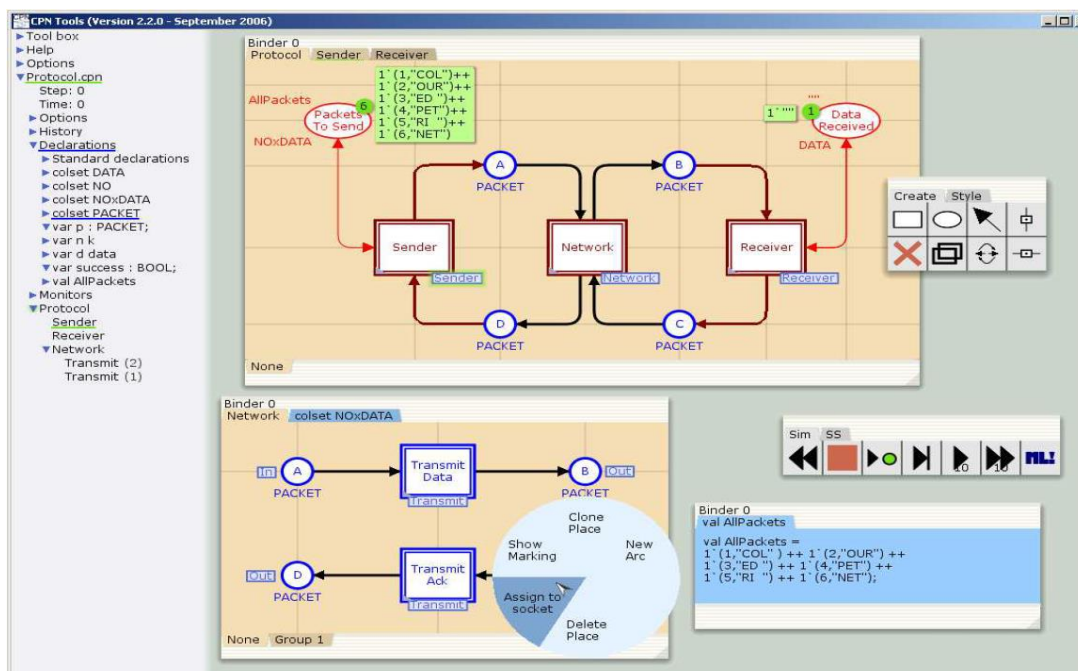 CPN Tools (Version 2.2.0 - September 2006)
Tool box
Help
Options
Protocol.cpn
Step: 0
Time: 0
Options
History
Declarations
Standard declarations
colset DATA
colset NO
colset NOxDATA
colset PACKET
var p : PACKET;
var n k
var d data
var success : BOOL;
val AllPackets
Monitors
Protocol
Sender
Receiver
Network
Transmit (2)
Transmit (1)
Binder 0
Protocol Sender Receiver
AllPackets
Packets
To Send
NOxDATA
6
1`(1,"COL")++
1`(2,"OUR")++
1`(3,"ED ")++
1`(4,"PET")++
1`(5,"RI  ")++
1`(6,"NET")
1`""
1
""
Data
Received
DATA
A
PACKET
B
PACKET
Sender
Sender
Network
Network
Receiver
Receiver
D
PACKET
C
PACKET
None
Create Style
Binder 0
Network colset NOxDATA
In
A
PACKET
Transmit
Data
Transmit
B
Out
PACKET
Out
D
PACKET
Transmit
Ack
Transmit
Clone
Place
Show
Marking
New
Arc
Assign to
socket
Delete
Place
None Group 1
Sim SS
10
ML!
Binder 0
val AllPackets
val AllPackets =
1`(1,"COL" ) ++ 1`(2,"OUR") ++
1`(3,"ED ") ++ 1`(4,"PET") ++
1`(5,"RI  ") ++ 1`(6,"NET");